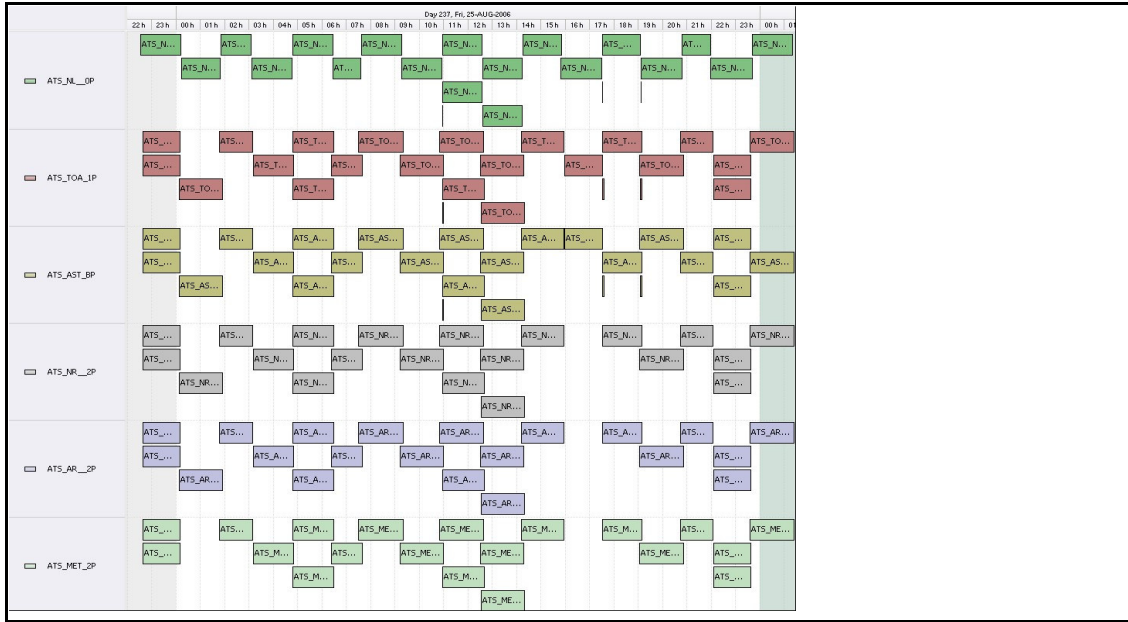 Day 237, Fri, 25-AUG-2006
22 h 23 h 00 h 01 h 02 h 03 h 04 h 05 h 06 h 07 h 08 h 09 h 10 h 11 h 12 h 13 h 14 h 15 h 16 h 17 h 18 h 19 h 20 h 21 h 22 h 23 h 00 h 01
ATS_N... ATS... ATS_N... ATS_N... ATS_N... ATS_N... ATS_... AT... ATS_N...
ATS_N... ATS_N... AT... ATS_N... ATS_N... ATS_N... ATS_N... ATS_N...
ATS_NL__0P
ATS_N...
ATS_N...
ATS_... ATS... ATS_T... ATS_TO... ATS_TO... ATS_T... ATS_T... ATS... ATS_TO...
ATS_... ATS_T... ATS... ATS_TO... ATS_TO... ATS_... ATS_TO... ATS_...
ATS_TOA_1P
ATS_TO... ATS_T... ATS_T... ATS_...
ATS_TO...
ATS_... ATS... ATS_A... ATS_AS... ATS_AS... ATS_A... ATS_... ATS_AS... ATS_...
ATS_... ATS_A... ATS... ATS_AS... ATS_AS... ATS_A... ATS... ATS_AS...
ATS_AST_BP
ATS_AS... ATS_A... ATS_A... ATS_...
ATS_AS...
ATS_... ATS... ATS_N... ATS_NR... ATS_NR... ATS_N... ATS_N... ATS... ATS_NR...
ATS_... ATS_N... ATS... ATS_NR... ATS_NR... ATS_NR... ATS_...
ATS_NR__2P
ATS_NR... ATS_N... ATS_N... ATS_...
ATS_NR...
ATS_... ATS... ATS_A... ATS_AR... ATS_AR... ATS_A... ATS_A... ATS... ATS_AR...
ATS_... ATS_A... ATS... ATS_AR... ATS_AR... ATS_AR... ATS_...
ATS_AR__2P
ATS_AR... ATS_A... ATS_A... ATS_...
ATS_AR...
ATS_... ATS... ATS_M... ATS_ME... ATS_ME... ATS_M... ATS_M... ATS... ATS_ME...
ATS_... ATS_M... ATS... ATS_ME... ATS_ME... ATS_ME... ATS_...
ATS_MET_2P
ATS_M... ATS_M... ATS_...
ATS_ME...